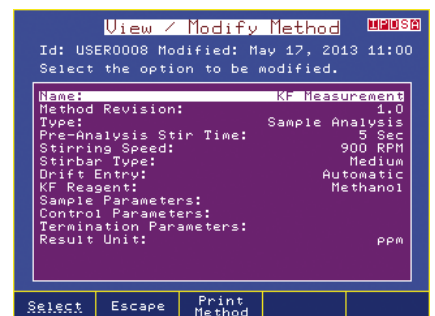 View / Modify Method
Id: USER0008 Modified: May 17, 2013 11:00
Select the option to be modified.
Name: KF Measurement
Method Revision: 1.0
Type: Sample Analysis
Pre-Analysis Stir Time: 5 Sec
Stirring Speed: 900 RPM
Stirbar Type: Medium
Drift Entry: Automatic
KF Reagent: Methanol
Sample Parameters:
Control Parameters:
Termination Parameters:
Result Unit: ppm
Select Escape Print Method